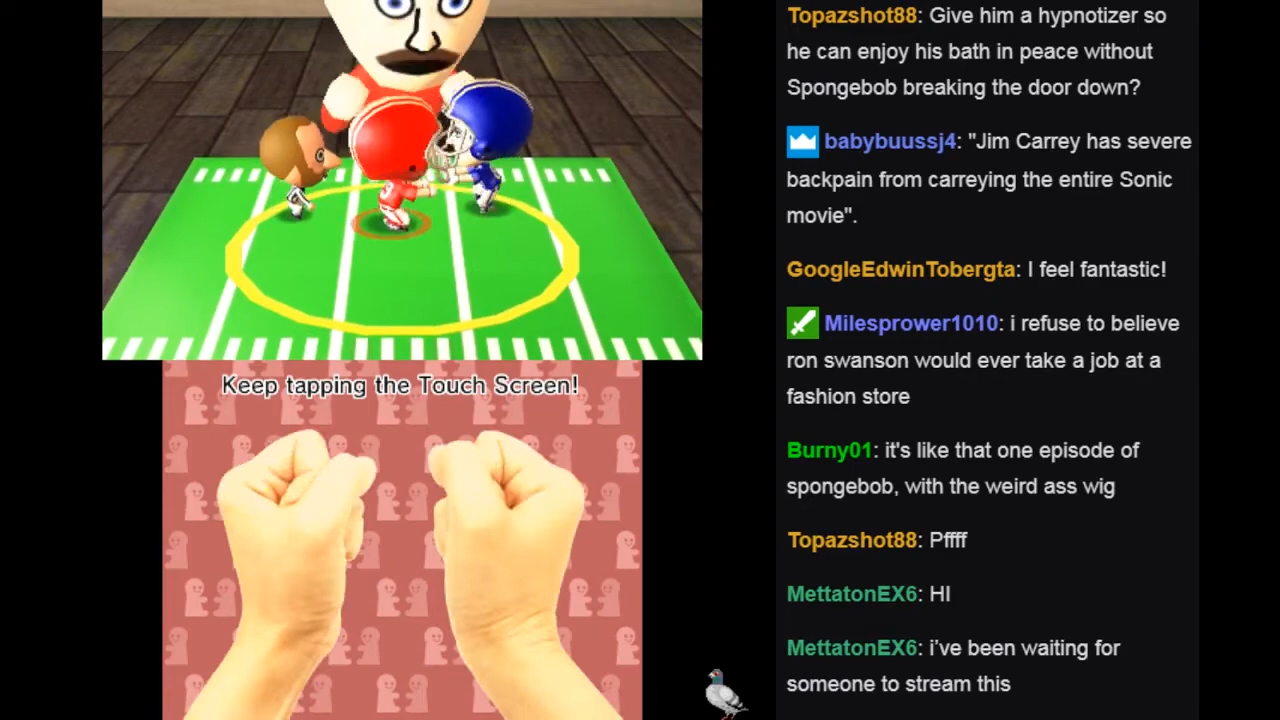 Topazshot88: Give him a hypnotizer so
he can enjoy his bath in peace without
Spongebob breaking the door down?
babybuussj4: "Jim Carrey has severe
backpain from carreying the entire Sonic
movie".
GoogleEdwinTobergta: I feel fantastic!
Milesprower1010: i refuse to believe
ron swanson would ever take a job at a
fashion store
Burny01: it's like that one episode of
spongebob, with the weird ass wig
Topazshot88: Pffff
MettatonEX6: HI
MettatonEX6: i've been waiting for
someone to stream this
Keep tapping the Touch Screen!